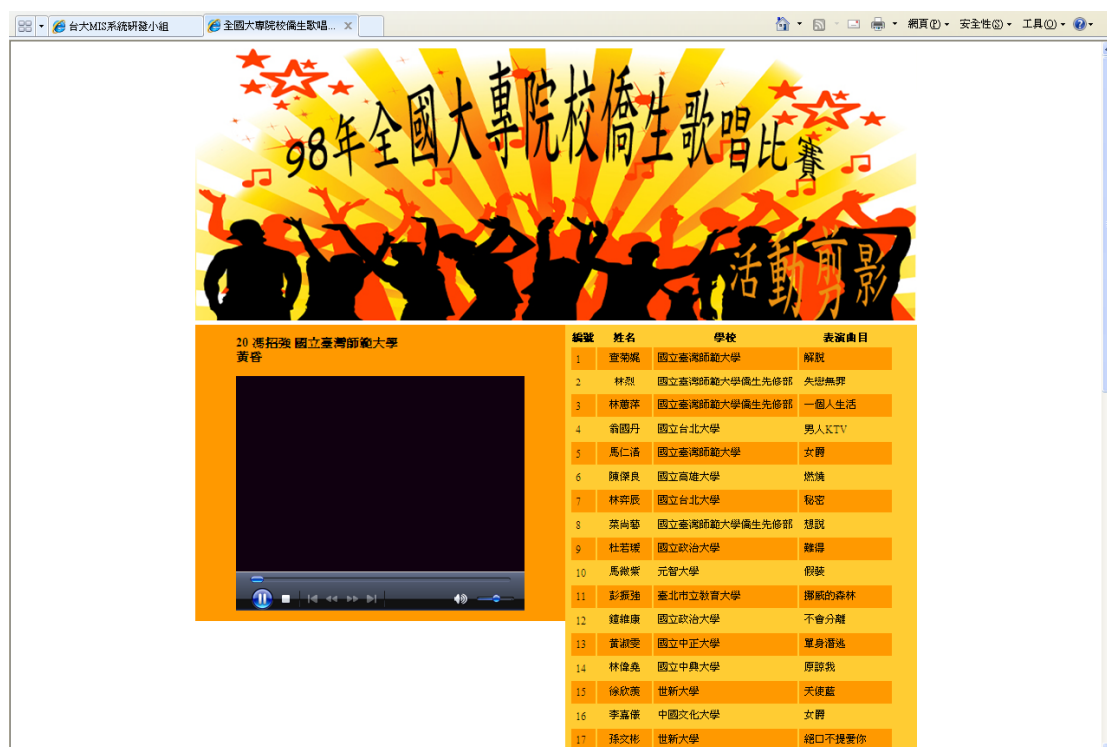 台大MIS系統研發小組
全國大專院校僑生歌唱...
網頁(P)
安全性(S)
工具(O)
98年全國大專院校僑生歌唱比賽
活動剪影
20 馮招強 國立臺灣師範大學
黃昏
編號 姓名 學校 表演曲目
1 查菊娓 國立臺灣師範大學 解脫
2 林烈 國立臺灣師範大學僑生先修部 失戀無罪
3 林蕙萍 國立臺灣師範大學僑生先修部 一個人生活
4 翁國丹 國立台北大學 男人KTV
5 馬仁濤 國立臺灣師範大學 女爵
6 陳傑良 國立高雄大學 燃燒
7 林弈辰 國立台北大學 秘密
8 菜尚藝 國立臺灣師範大學僑生先修部 想說
9 杜若瑗 國立政治大學 難得
10 馬微紫 元智大學 假裝
11 彭振強 臺北市立教育大學 挪威的森林
12 鐘維康 國立政治大學 不會分離
13 黃淑雯 國立中正大學 單身潛逃
14 林偉堯 國立中興大學 原諒我
15 徐欣羨 世新大學 天使藍
16 李嘉儀 中國文化大學 女爵
17 孫文彬 世新大學 絕口不提愛你